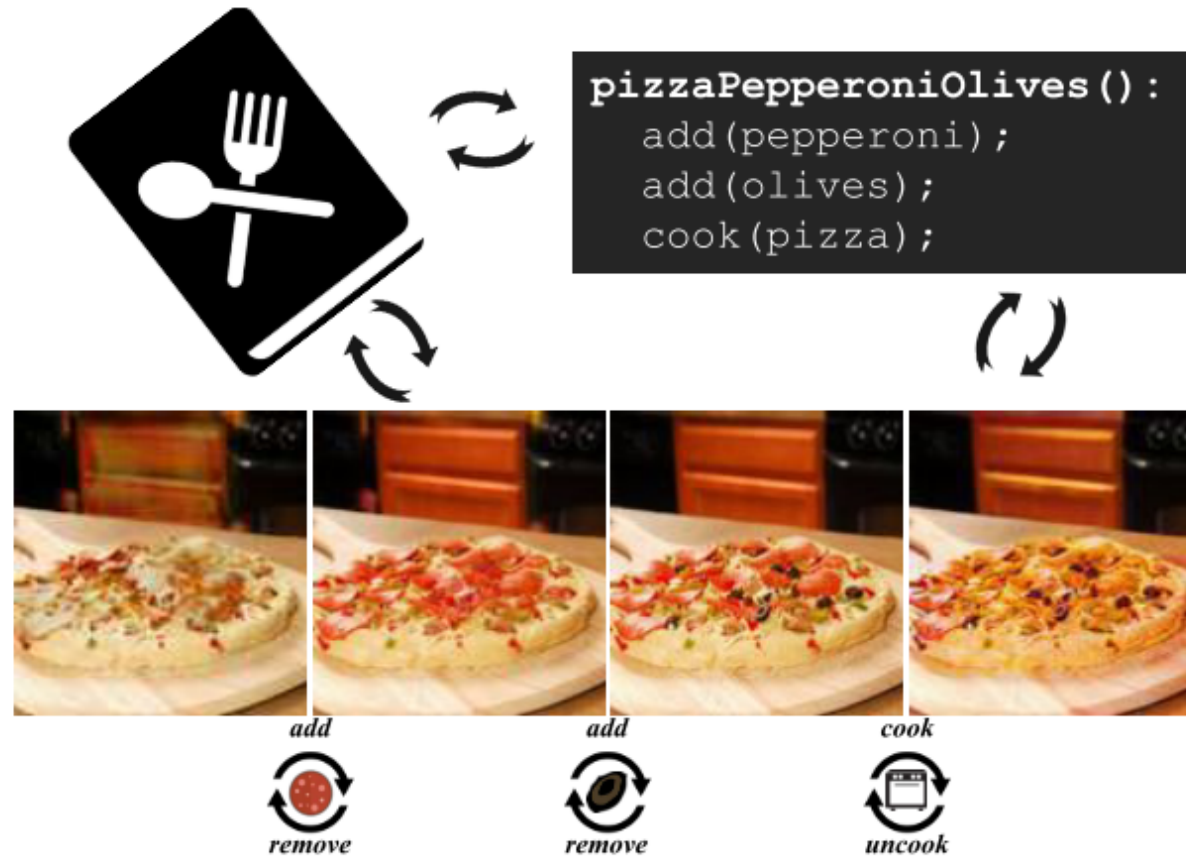 pizzaPepperoniOlives():
add(pepperoni);
add(olives);
cook(pizza);
add add cook
remove remove uncook